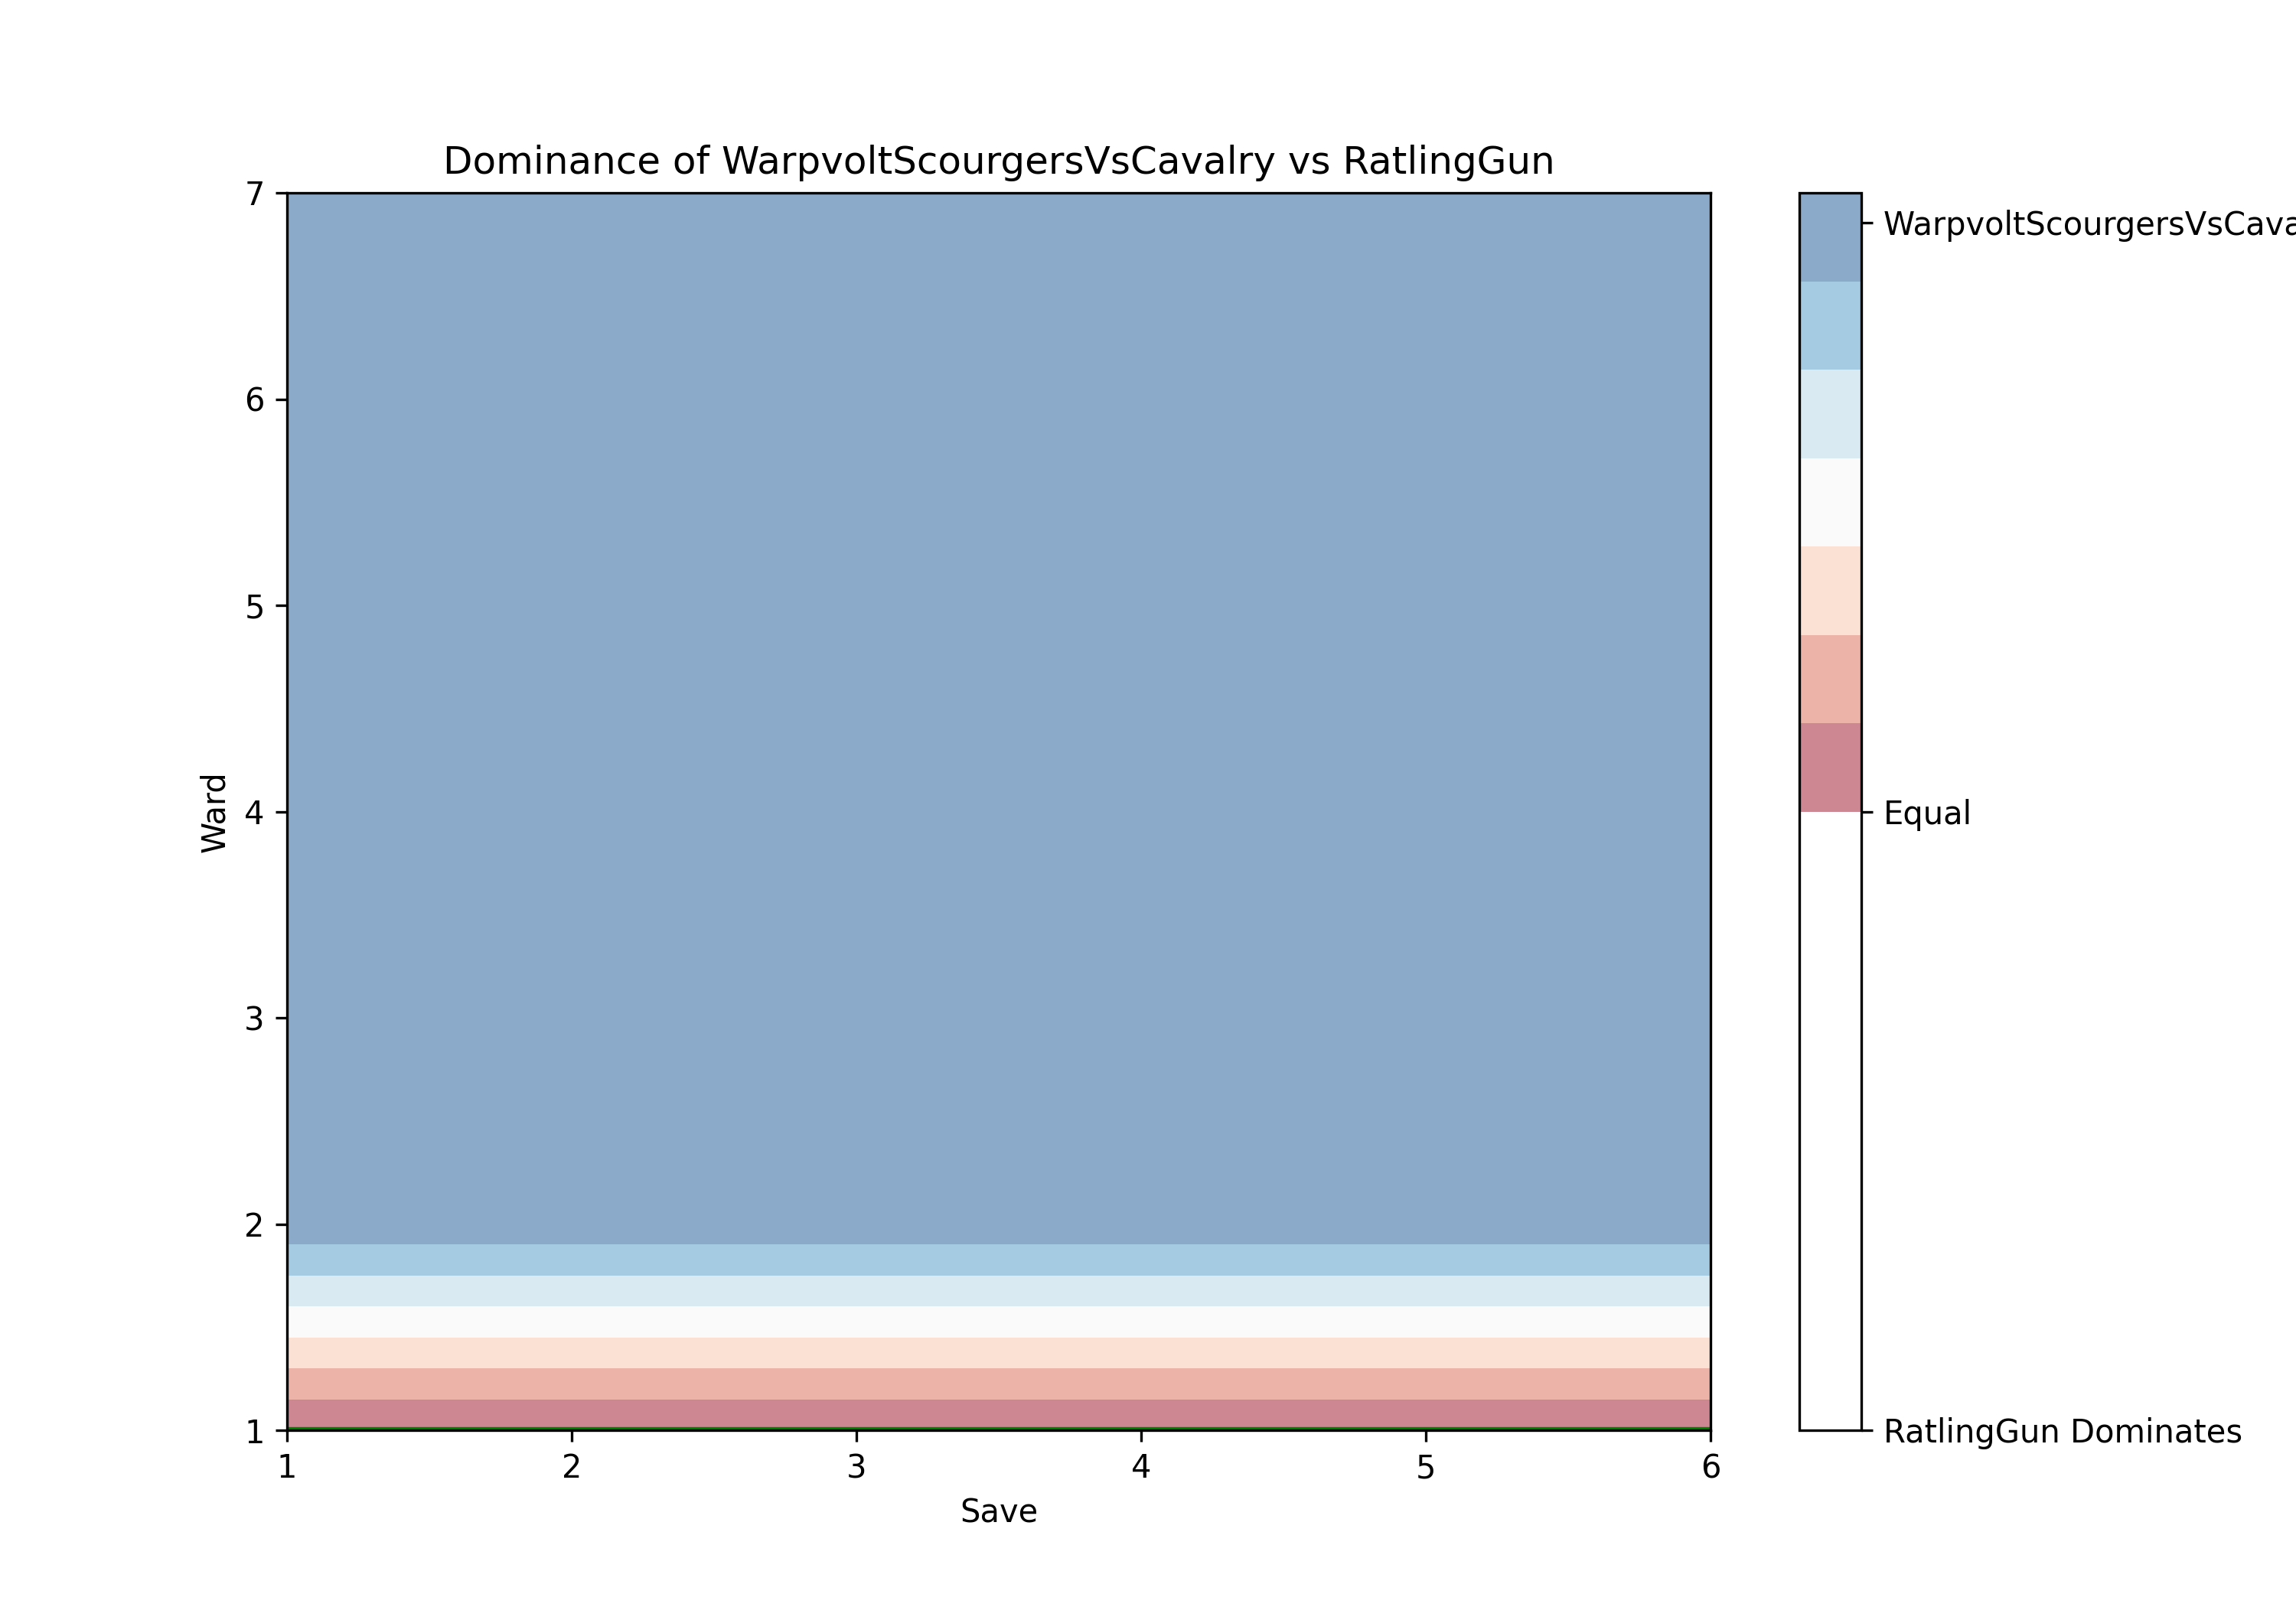 Dominance of WarpvoltScourgersVsCavalry vs RatlingGun
7
6
5
4
3
2
1
Ward
1 2 3 4 5 6
Save
WarpvoltScourgersVsCava
Equal
RatlingGun Dominates